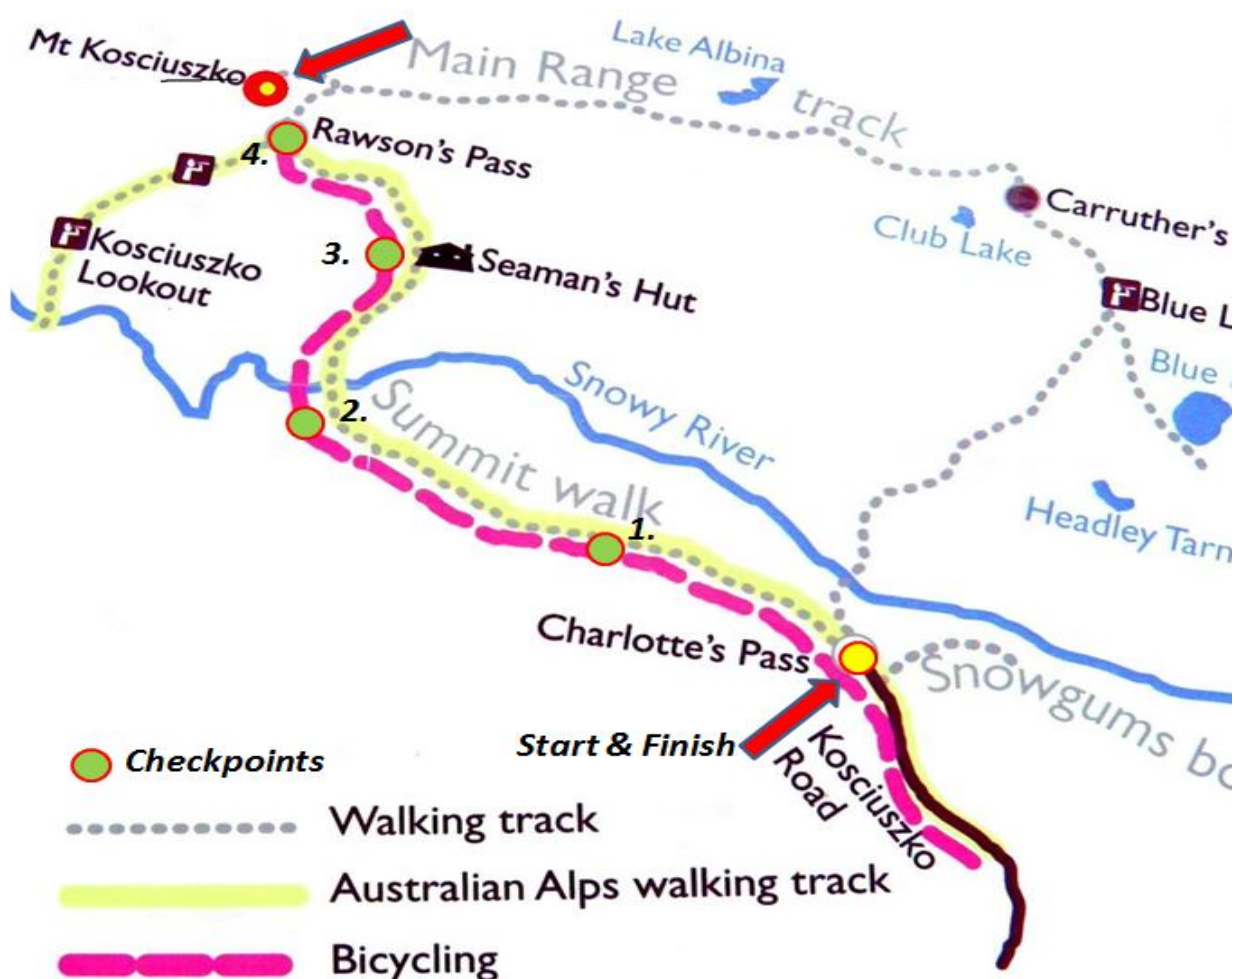 Lake Albina
Mt Kosciuszko
Main Range track
Rawson's Pass
4.
Carruther's
Club Lake
3.
Seaman's Hut
Kosciuszko
Lookout
Blue L
Snowy River
Blue
2.
Summit walk
Headley Tarn
1.
Charlotte's Pass
Snowgums bo
Start & Finish
Kosciuszko
Road
Checkpoints
Walking track
Australian Alps walking track
Bicycling